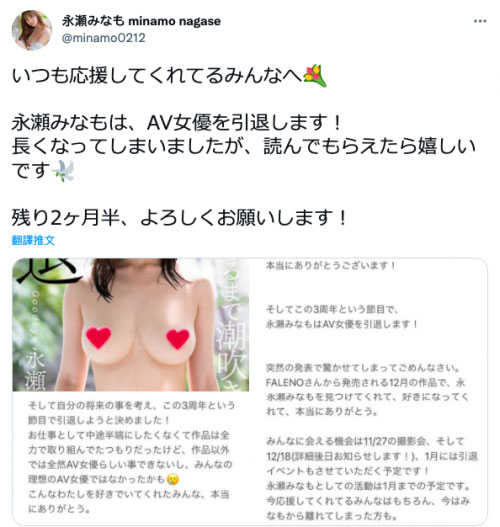 永瀬みなも minamo nagase
@minamo0212
いつも応援してくれてるみんなへ
永瀬みなもは、AV女優を引退します！
長くなってしまいましたが、読んでもらえたら嬉しい
です
残り2ヶ月半、よろしくお願いします！
翻譯推文
永瀬
るまで潮吹き
そして自分の将来の事を考え、この3周年という
節目で引退しようと決めました！
お仕事として中途半端にしたくなくて作品は全
力で取り組んでたつもりだったけど、作品以外
では全然AV女優らしい事できないし、みんなの
理想のAV女優ではなかったかも
こんなわたしを好きでいてくれたみんな、本当
にありがとう。
本当にありがとうございます！
そしてこの3周年という節目で、
永瀬みなもはAV女優を引退します！
突然の発表で驚かせてしまってごめんなさい。
FALENOさんから発売される12月の作品で、永
永瀬みなもを見つけてくれて、好きになってくれ
れて、本当にありがとう。
みんなに会える機会は11/27の撮影会、そして
12/18(詳細後日お知らせします！)、1月には引退
イベントもさせていただく予定です！
永瀬みなもとしての活動は1月までの予定です。
今応援してくれてるみんなはもちろん、今はみ
なもから離れてしまった方も。